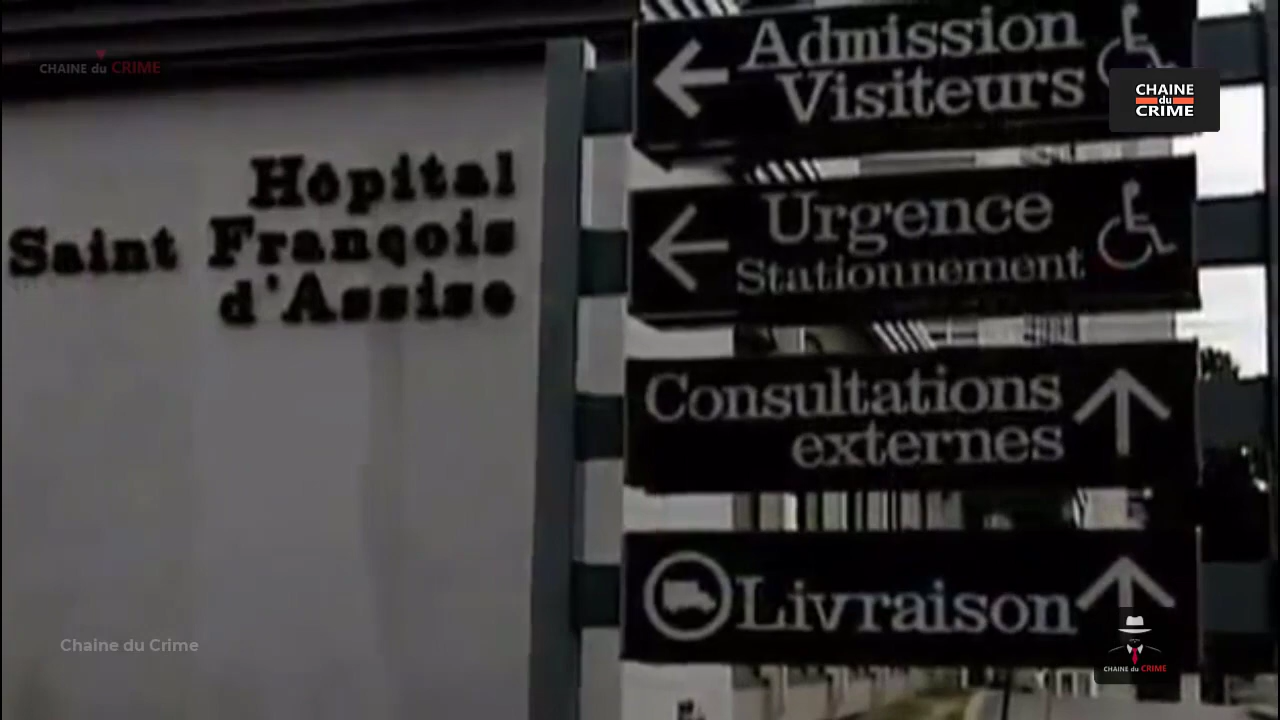 CHAINE du CRIME
Hôpital
Saint François
d'Assise
Admission
Visiteurs
CHAINE
du
CRIME
Urgence
Stationnement
Consultations
externes
Livraison
Chaine du Crime
CHAINE du CRIME